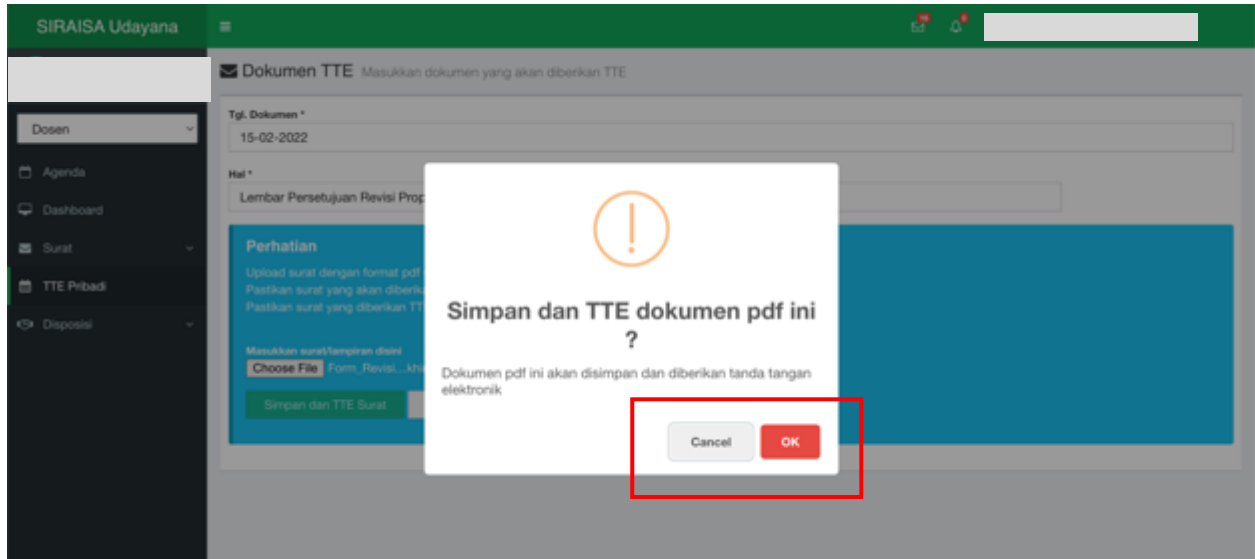 SIRAISA Udayana
Dokumen TTE Masukkan dokumen yang akan diberikan TTE
Dosen
Agenda
Dashboard
Surat
TTE Pribadi
Disposisi
Tgl. Dokumen *
15-02-2022
Hal *
Lembar Persetujuan Revisi Prop
Perhatian
Upload surat dengan format pdf
Pastikan surat yang akan diberik
Pastikan surat yang diberikan TT
Masukkan surat/lampiran disini
Choose File Form_Revisi...khi
Simpan dan TTE Surat
Simpan dan TTE dokumen pdf ini
?
Dokumen pdf ini akan disimpan dan diberikan tanda tangan
elektronik
Cancel OK